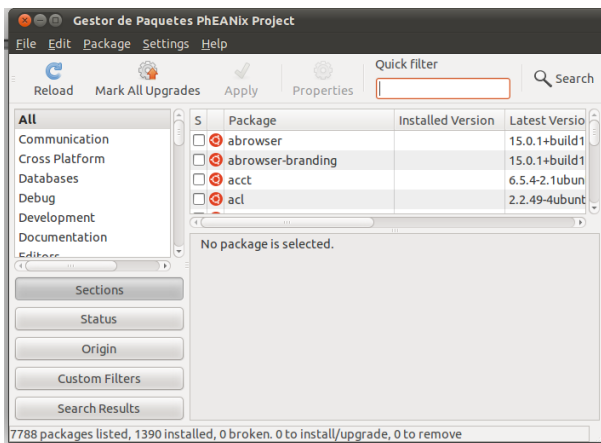 Gestor de Paquetes PhEANix Project
File Edit Package Settings Help
Reload Mark All Upgrades Apply Properties Quick filter Search
All
Communication
Cross Platform
Databases
Debug
Development
Documentation
Editors
S Package Installed Version Latest Versio
abrowser 15.0.1+build1
abrowser-branding 15.0.1+build1
acct 6.5.4-2.1ubun
acl 2.2.49-4ubunt
No package is selected.
Sections
Status
Origin
Custom Filters
Search Results
7788 packages listed, 1390 installed, 0 broken. 0 to install/upgrade, 0 to remove